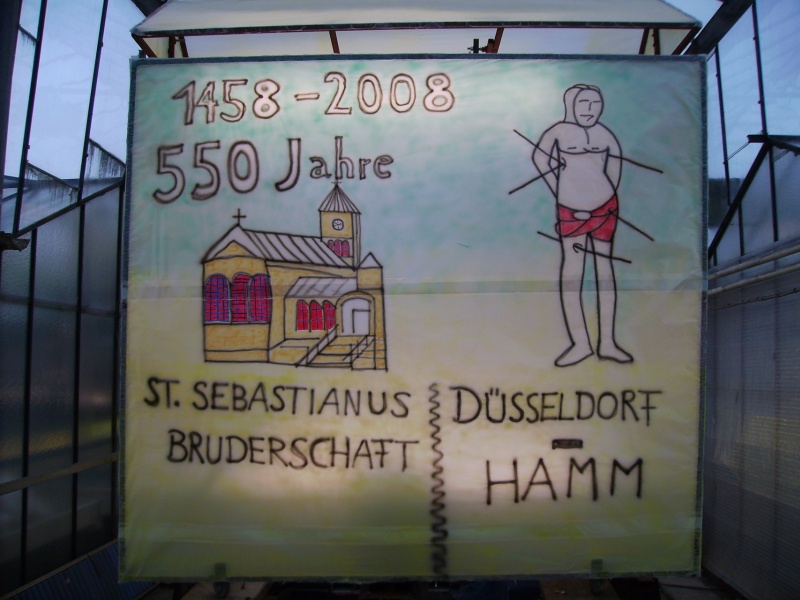 1458-2008
550 Jahre
ST. SEBASTIANUS
BRUDERSCHAFT
DÜSSELDORF
-
HAMM